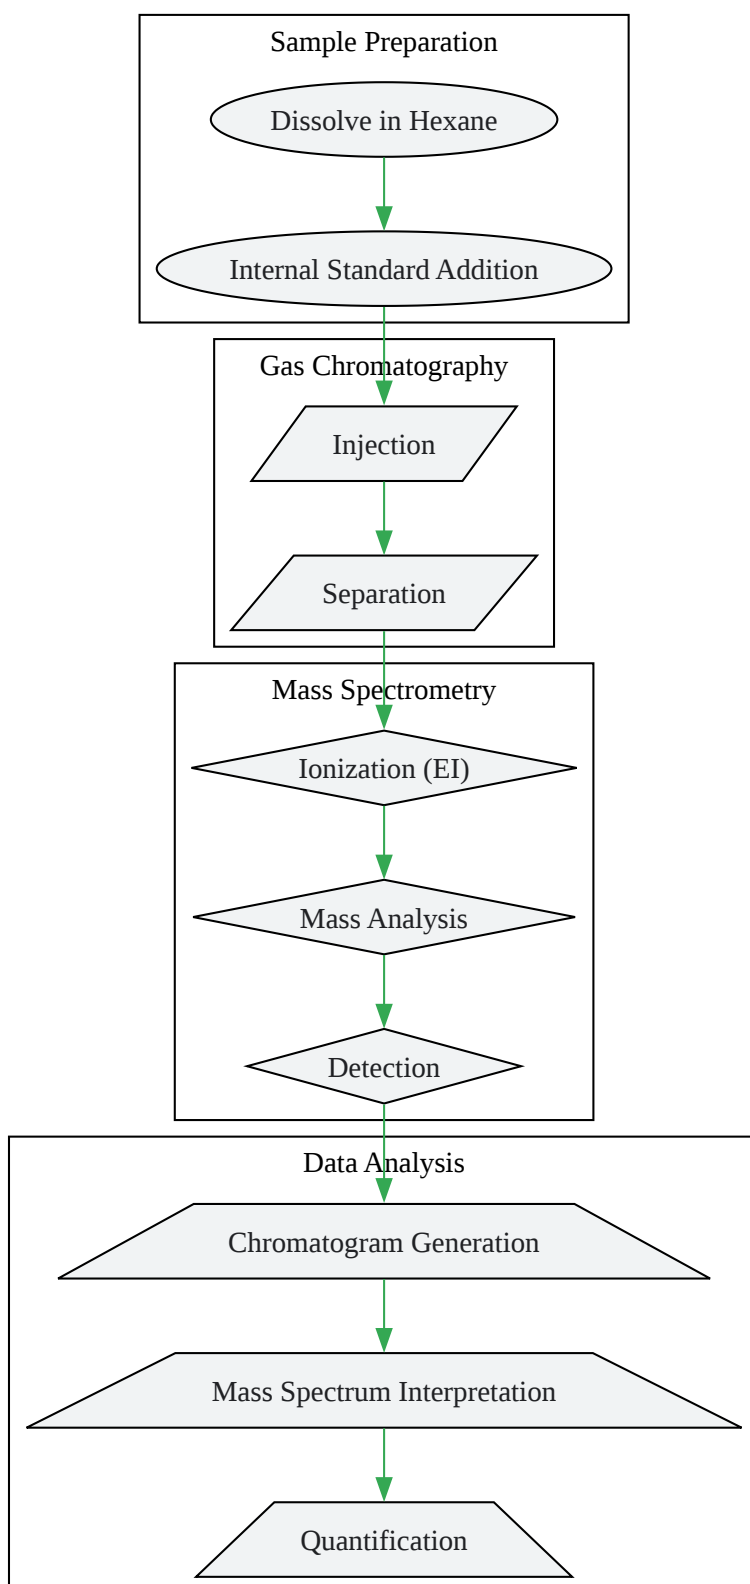 Sample Preparation
Dissolve in Hexane
Internal Standard Addition
Gas Chromatography
Injection
Separation
Mass Spectrometry
Ionization (EI)
Mass Analysis
Detection
Data Analysis
Chromatogram Generation
Mass Spectrum Interpretation
Quantification